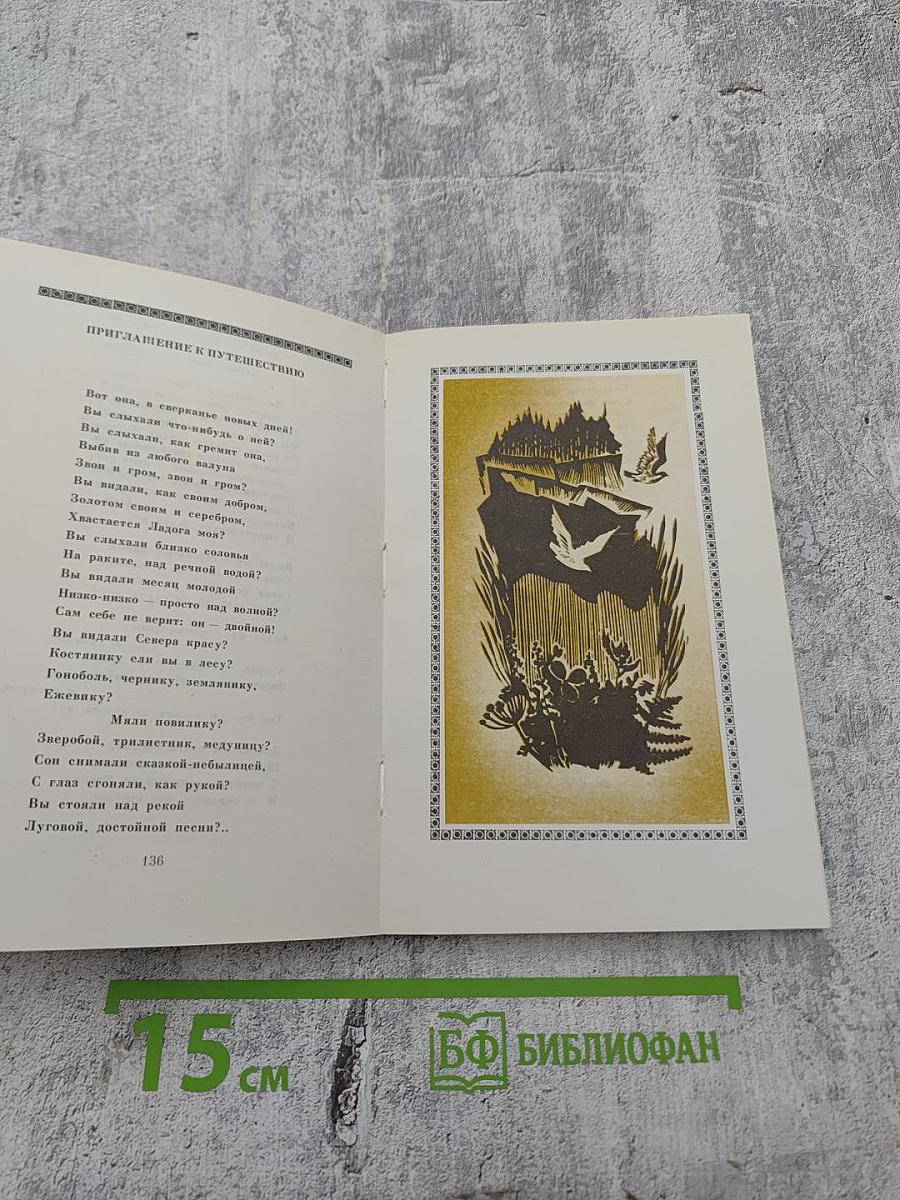 ПРИГЛАШЕНИЕ К ПУТЕШЕСТВИЮ
Вот она, в сверканье новых дней!
Вы слыхали что-нибудь о ней?
Вы слыхали, как гремит она,
Выбив из любого валуна
Звон и гром, звон и гром?
Вы видали, как своим добром,
Золотом своим и серебром,
Хвастается Ладога моя?
Вы слыхали близко соловья
На раките, над речной водой?
Вы видали месяц молодой
Низко-низко — просто над волной?
Сам себе не верит: он — двойной!
Вы видали Севера красу?
Костянику ели вы в лесу?
Гоноболь, чернику, землянику,
Ежевику?
Мяли повилику?
Зверобой, трилистник, медуницу?
Сон снимали сказкой-небылицей,
С глаз сгоняли, как рукой?
Вы стояли над рекой
Луговой, достойной песни?..
136
15 см
БФ БИБЛИОФАН